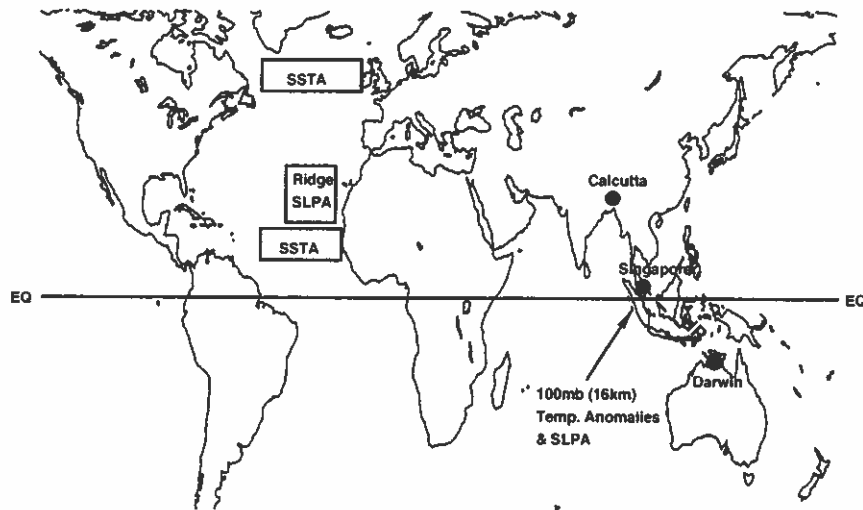 SSTA
Ridge
SLPA
SSTA
Calcutta
Singapore
EQ
EQ
Darwin
100mb (16km)
Temp. Anomalies
& SLPA